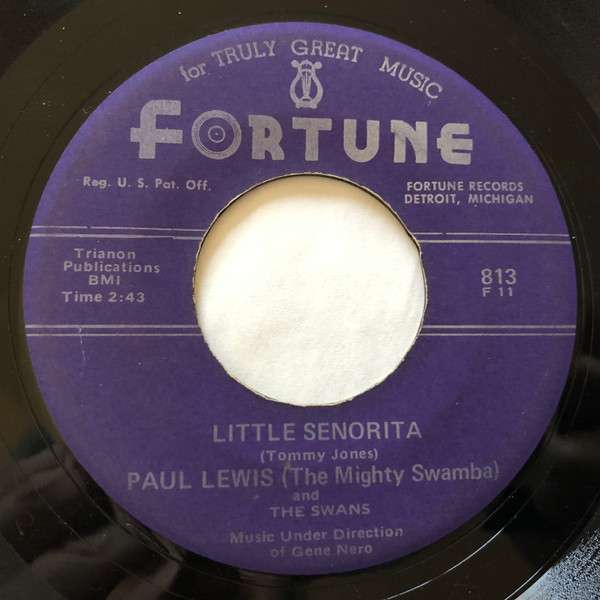 for TRULY GREAT MUSIC
FORTUNE
Reg. U. S. Pat. Off.
FORTUNE RECORDS
DETROIT, MICHIGAN
Trianon
Publications
BMI
Time 2:43
813
F 11
LITTLE SENORITA
(Tommy Jones)
PAUL LEWIS (The Mighty Swamba)
and
THE SWANS
Music Under Direction
of Gene Nero